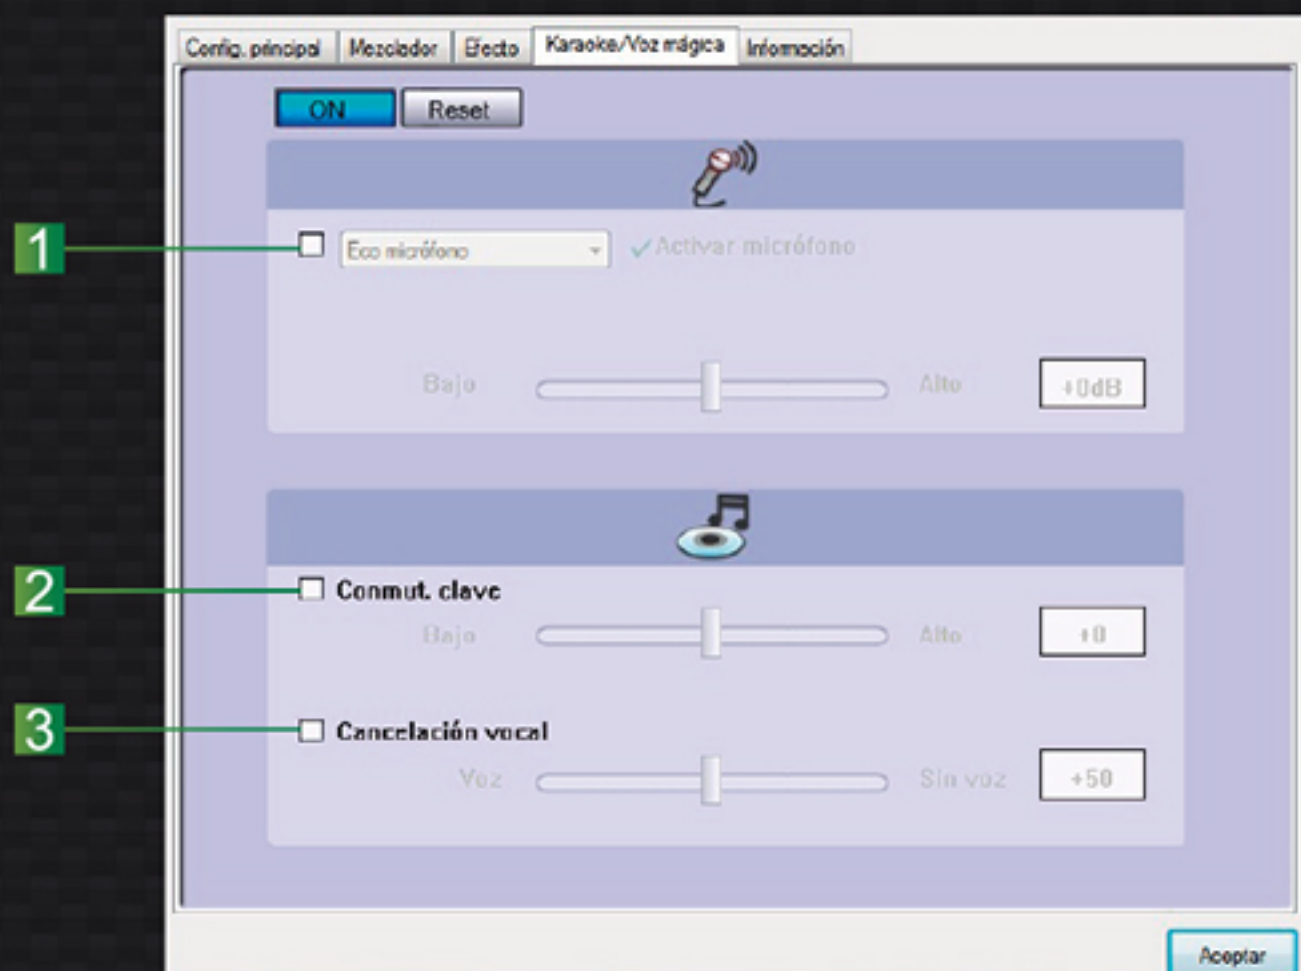 Config. principal Mezclador Efecto Karaoke/Voz mágica Información
ON Reset
1 Eco micrófono Activar micrófono
Bajo Alto +0dB
2 Conmut. clave
Bajo Alto +0
3 Cancelación vocal
Voz Sin voz +50
Aceptar